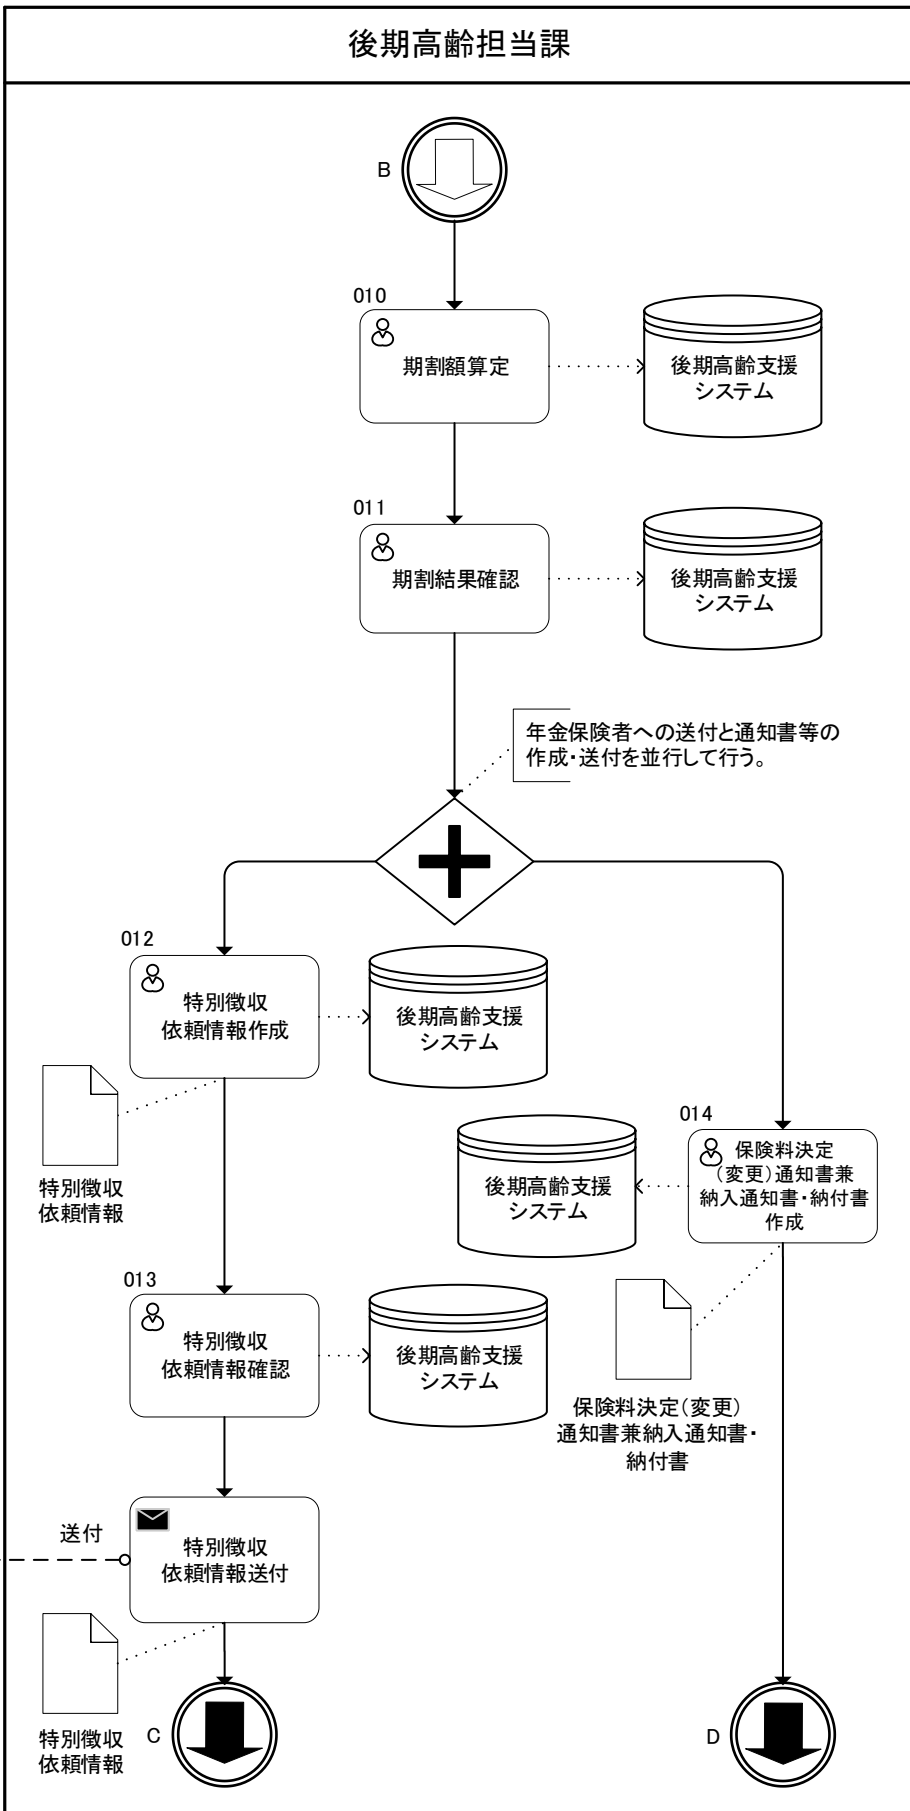 後期高齢担当課
B
010
期割額算定
後期高齢支援
システム
011
期割結果確認
後期高齢支援
システム
年金保険者への送付と通知書等の
作成・送付を並行して行う。
012
特別徴収
依頼情報作成
後期高齢支援
システム
特別徴収
依頼情報
014
保険料決定
(変更)通知書兼
納入通知書・納付書
作成
後期高齢支援
システム
013
特別徴収
依頼情報確認
後期高齢支援
システム
保険料決定(変更)
通知書兼納入通知書・
納付書
送付
特別徴収
依頼情報送付
特別徴収
依頼情報
C
D